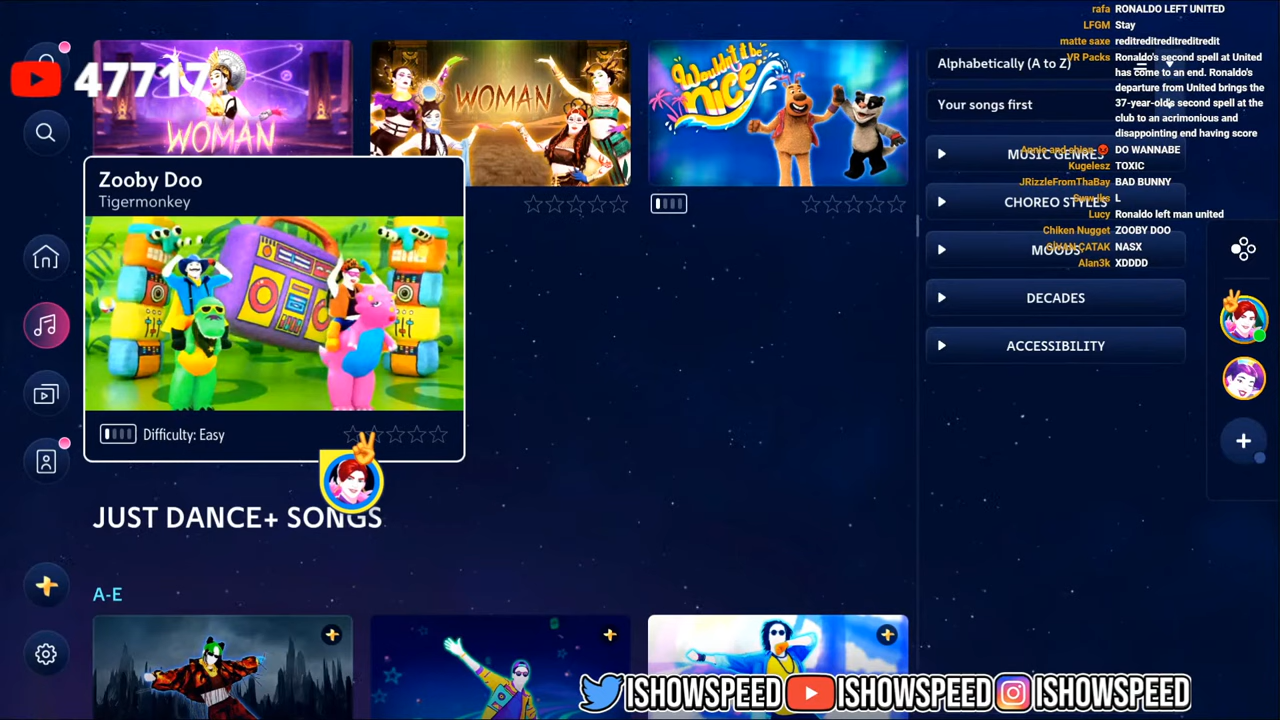 47717
WOMAN
WOMAN
Wouldn't it be nice
Zooby Doo
Tigermonkey
Difficulty: Easy
JUST DANCE+ SONGS
A-E
Alphabetically (A to Z)
Your songs first
MUSIC GENRES
CHOREO STYLES
MOODS
DECADES
ACCESSIBILITY
rafa RONALDO LEFT UNITED
LFGM Stay
matte saxe reditreditreditreditredit
VR Packs Ronaldo's second spell at United
has come to an end. Ronaldo's
departure from United brings the
37-year-old's second spell at the
club to an acrimonious and
disappointing end having score
DO WANNABE
Kugelesz TOXIC
JRizzleFromThaBay BAD BUNNY
L
Lucy Ronaldo left man united
Chiken Nugget ZOOBY DOO
CATAK NASX
Alan3k XDDDD
ISHOWSPEED ISHOWSPEED ISHOWSPEED